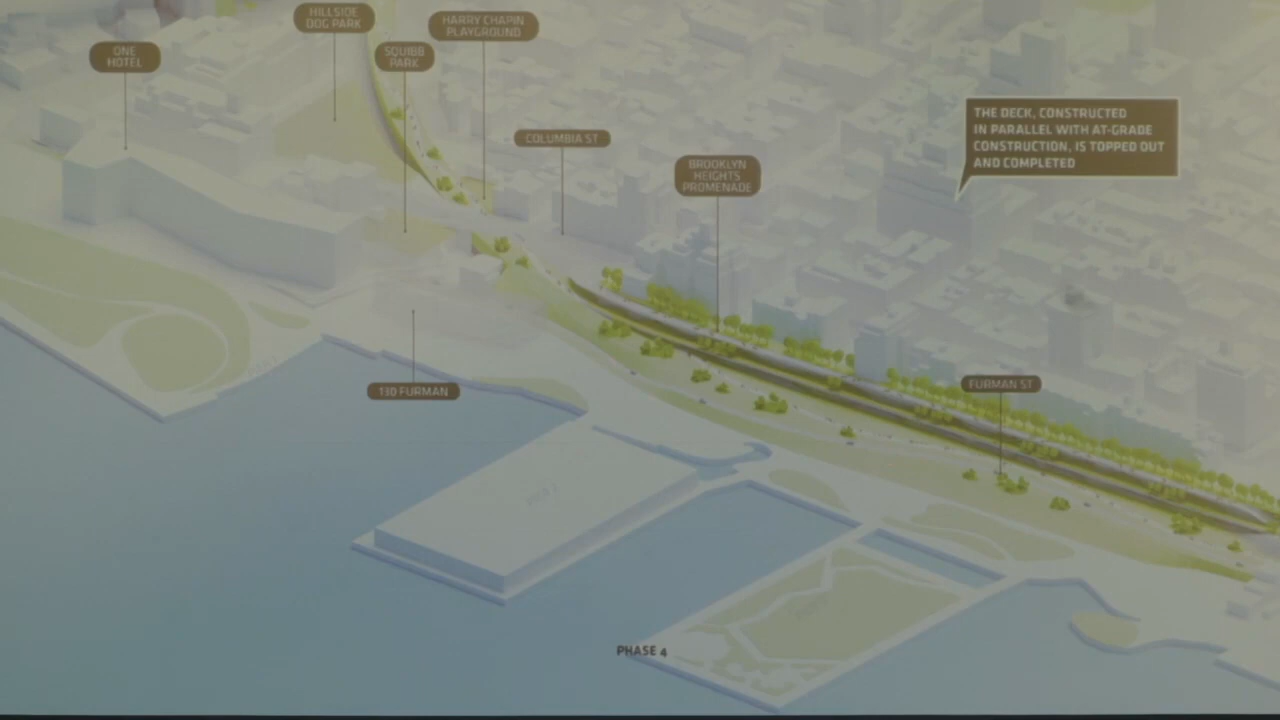 HILLSIDE
DOG PARK
HARRY CHAPIN
PLAYGROUND
ONE
HOTEL
SQUIBB
PARK
COLUMBIA ST
BROOKLYN
HEIGHTS
PROMENADE
THE DECK, CONSTRUCTED
IN PARALLEL WITH AT-GRADE
CONSTRUCTION, IS TOPPED OUT
AND COMPLETED
130 FURMAN
FURMAN ST
PHASE 4